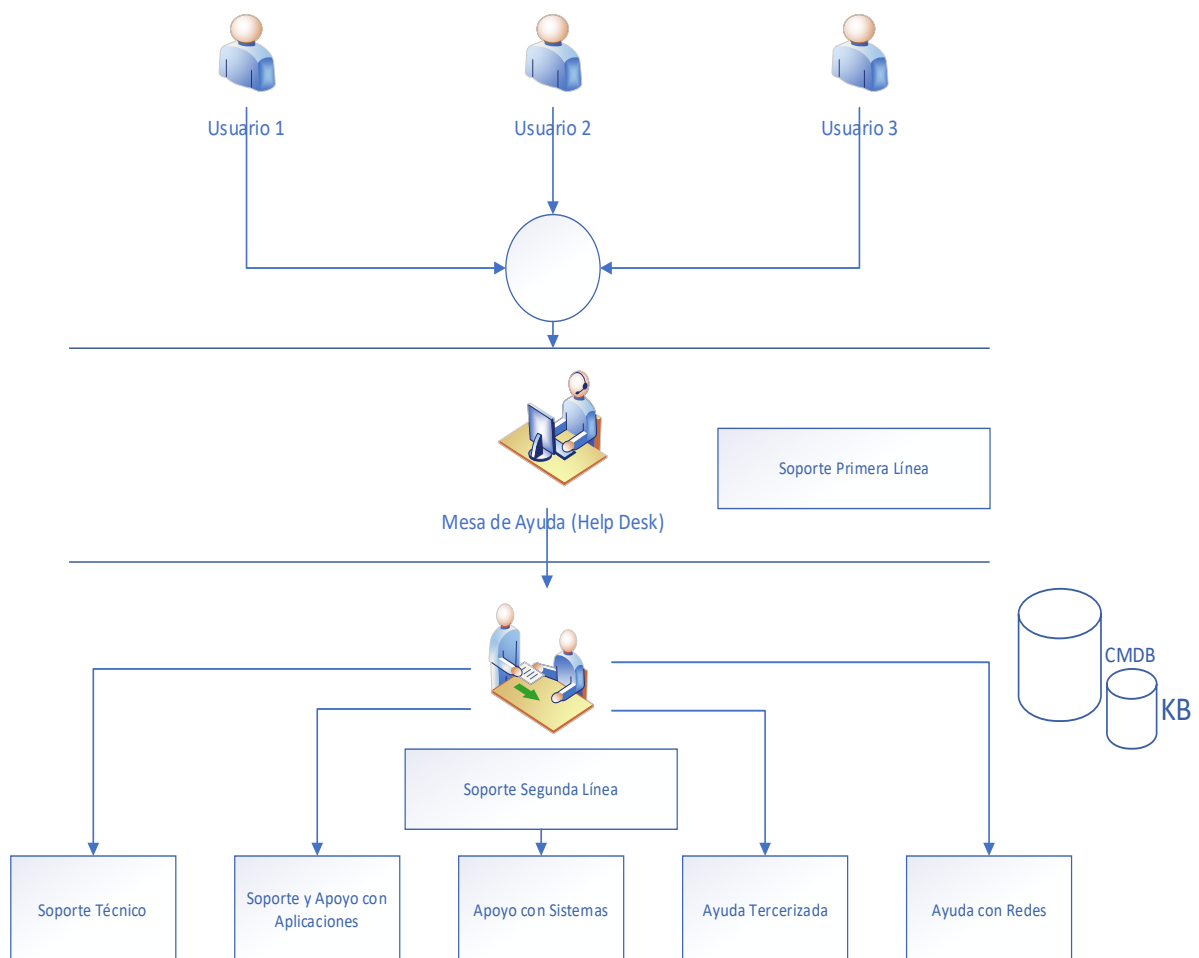 Usuario 1
Usuario 2
Usuario 3
Soporte Primera Línea
Mesa de Ayuda (Help Desk)
CMDB
KB
Soporte Segunda Línea
Soporte Técnico
Soporte y Apoyo con
Aplicaciones
Apoyo con Sistemas
Ayuda Tercerizada
Ayuda con Redes